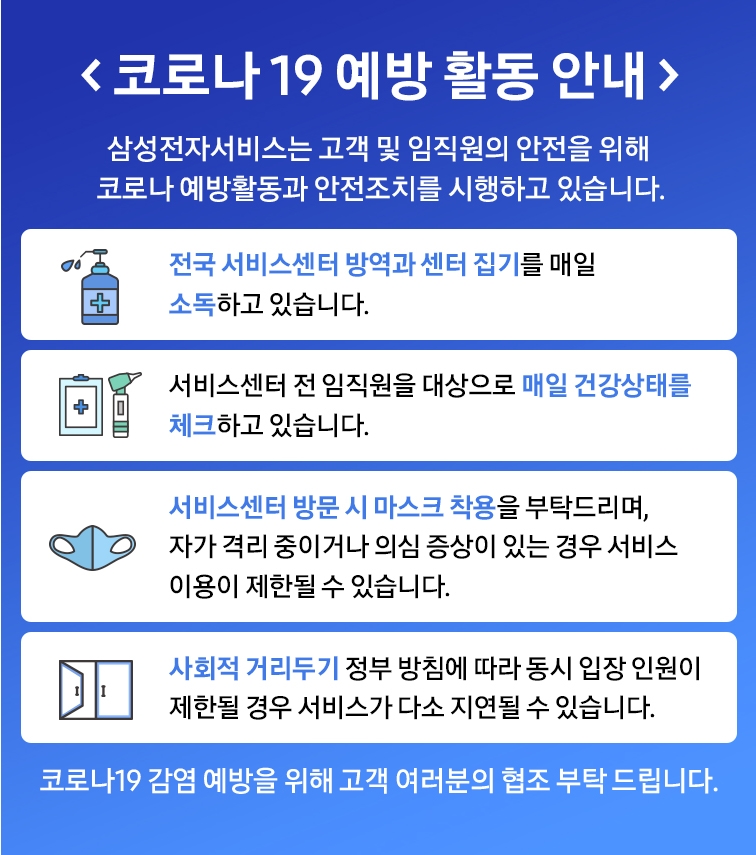 < 코로나 19 예방 활동 안내 >
삼성전자서비스는 고객 및 임직원의 안전을 위해
코로나 예방활동과 안전조치를 시행하고 있습니다.
전국 서비스센터 방역과 센터 집기를 매일
소독하고 있습니다.
서비스센터 전 임직원을 대상으로 매일 건강상태를
체크하고 있습니다.
서비스센터 방문 시 마스크 착용을 부탁드리며,
자가 격리 중이거나 의심 증상이 있는 경우 서비스
이용이 제한될 수 있습니다.
사회적 거리두기 정부 방침에 따라 동시 입장 인원이
제한될 경우 서비스가 다소 지연될 수 있습니다.
코로나19 감염 예방을 위해 고객 여러분의 협조 부탁 드립니다.